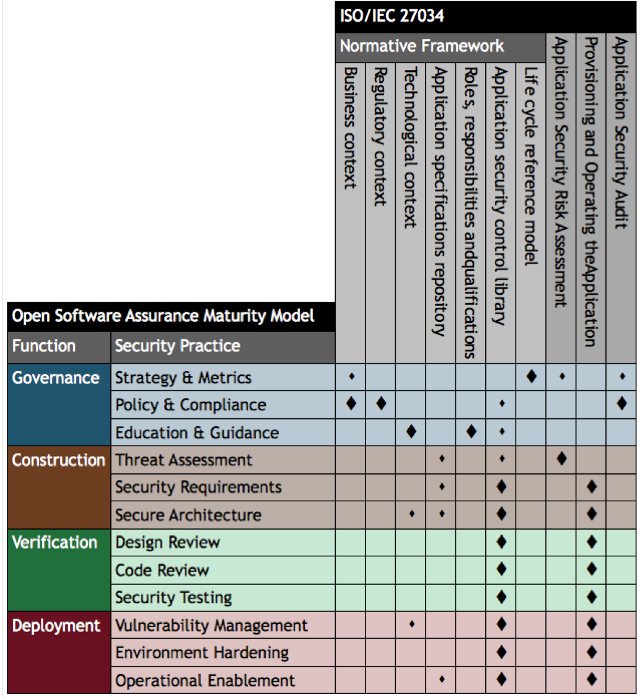 ISO/IEC 27034
Normative Framework
Business context
Regulatory context
Technological context
Application specifications repository
Roles, responsibilities andqualifications
Application security control library
Life cycle reference model
Application Security Risk Assessment
Provisioning and Operating theApplication
Application Security Audit
Open Software Assurance Maturity Model
Function Security Practice
Governance Strategy & Metrics
Policy & Compliance
Education & Guidance
Construction Threat Assessment
Security Requirements
Secure Architecture
Verification Design Review
Code Review
Security Testing
Deployment Vulnerability Management
Environment Hardening
Operational Enablement